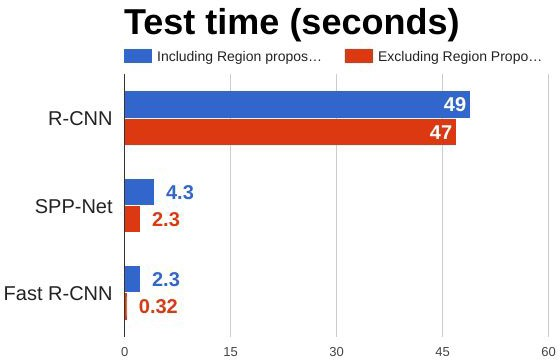 Test time (seconds)
Including Region propos… Excluding Region Propo…
R-CNN 49
47
SPP-Net 4.3
2.3
Fast R-CNN 2.3
0.32
0 15 30 45 60